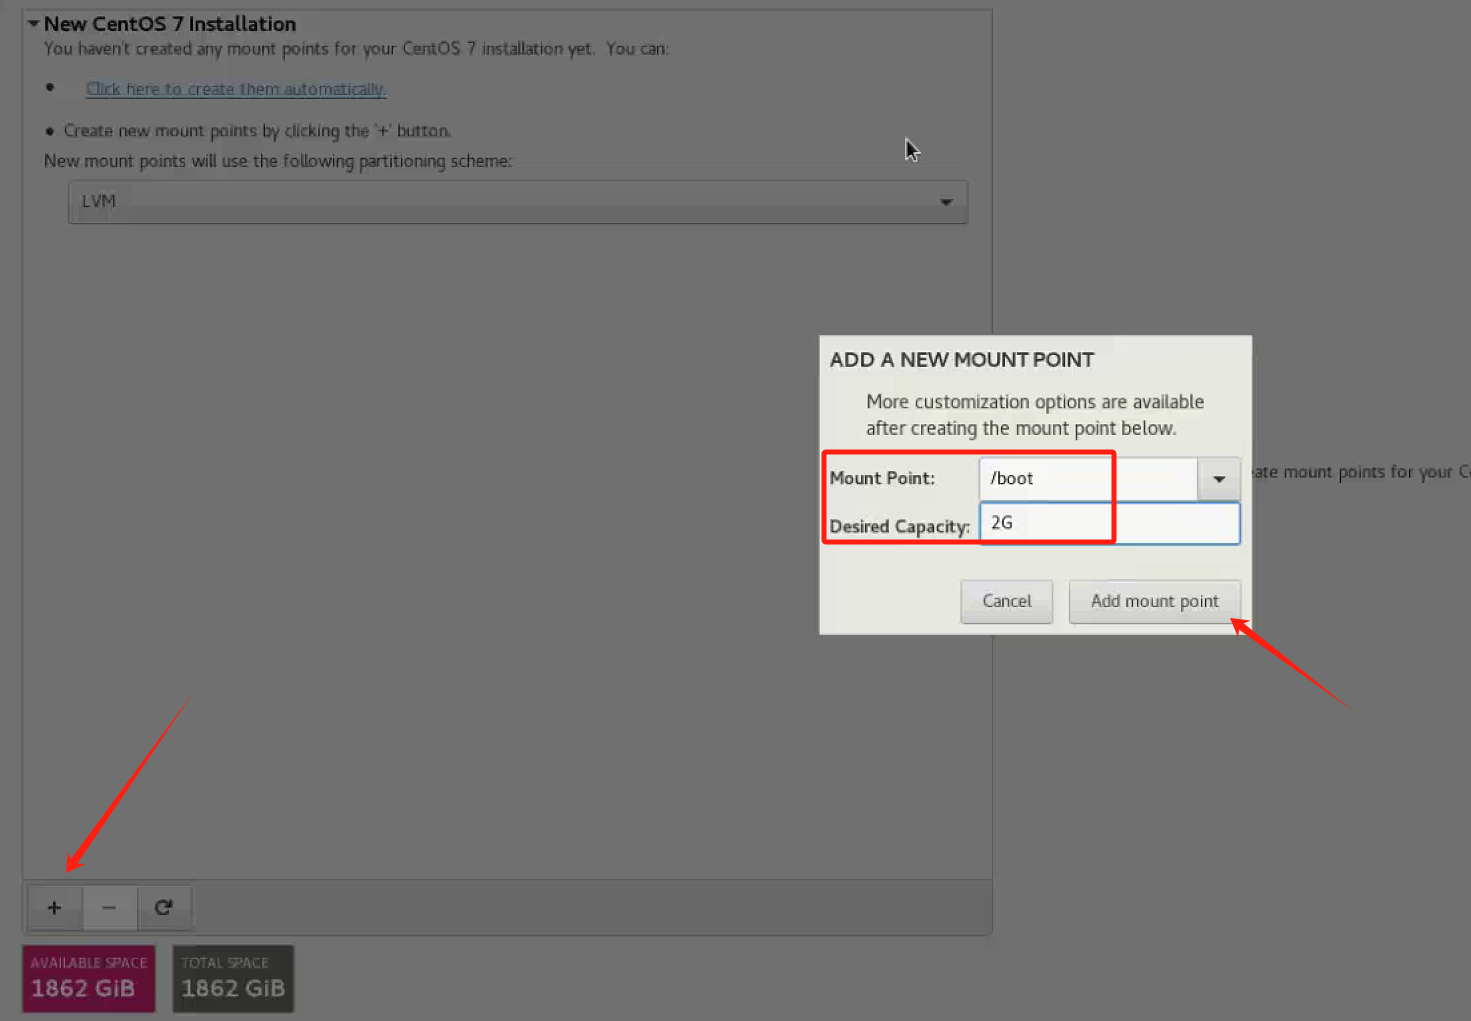 New CentOS 7 Installation
You haven't created any mount points for your CentOS 7 installation yet. You can:
Click here to create them automatically.
Create new mount points by clicking the '+' button.
New mount points will use the following partitioning scheme:
LVM
ADD A NEW MOUNT POINT
More customization options are available
after creating the mount point below.
Mount Point: /boot
Desired Capacity: 2G
Cancel Add mount point
mount points for your
+ −
AVAILABLE SPACE
1862 GiB
TOTAL SPACE
1862 GiB